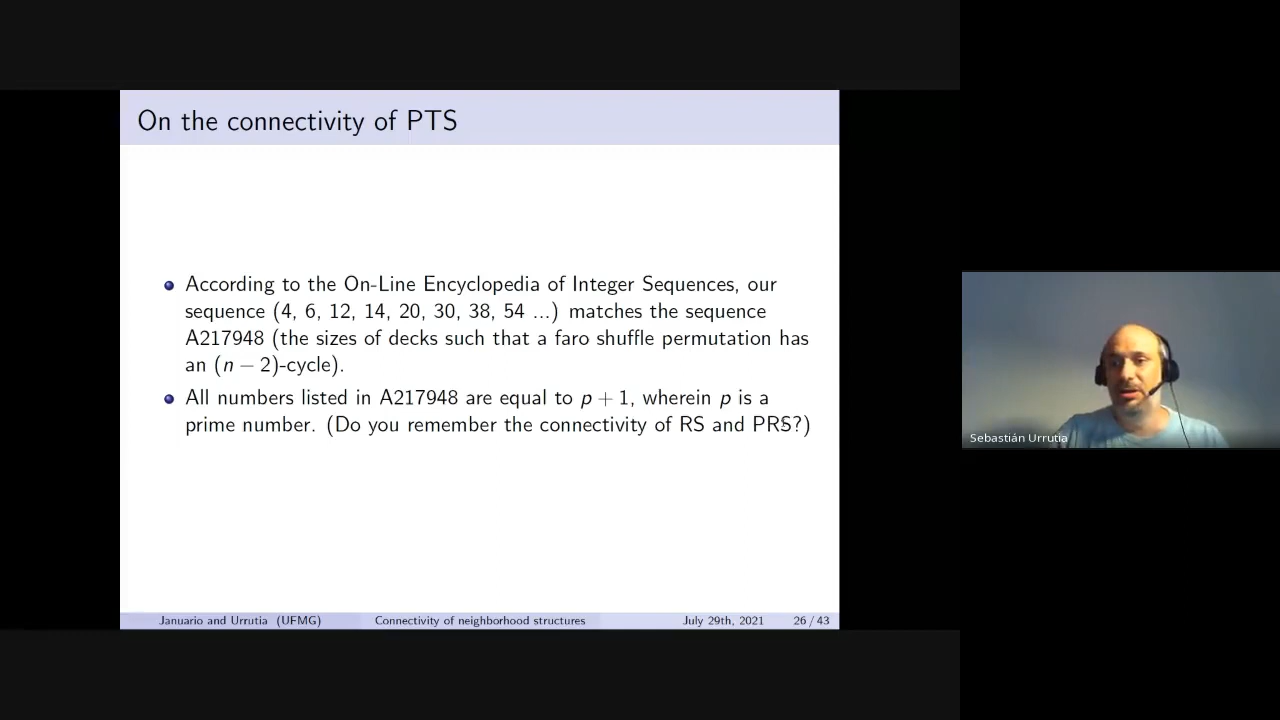 On the connectivity of PTS
According to the On-Line Encyclopedia of Integer Sequences, our
sequence (4, 6, 12, 14, 20, 30, 38, 54 ...) matches the sequence
A217948 (the sizes of decks such that a faro shuffle permutation has
an (n − 2)-cycle).
All numbers listed in A217948 are equal to p + 1, wherein p is a
prime number. (Do you remember the connectivity of RS and PRS?)
Sebastián Urrutia
Januario and Urrutia (UFMG) Connectivity of neighborhood structures July 29th, 2021 26 / 43